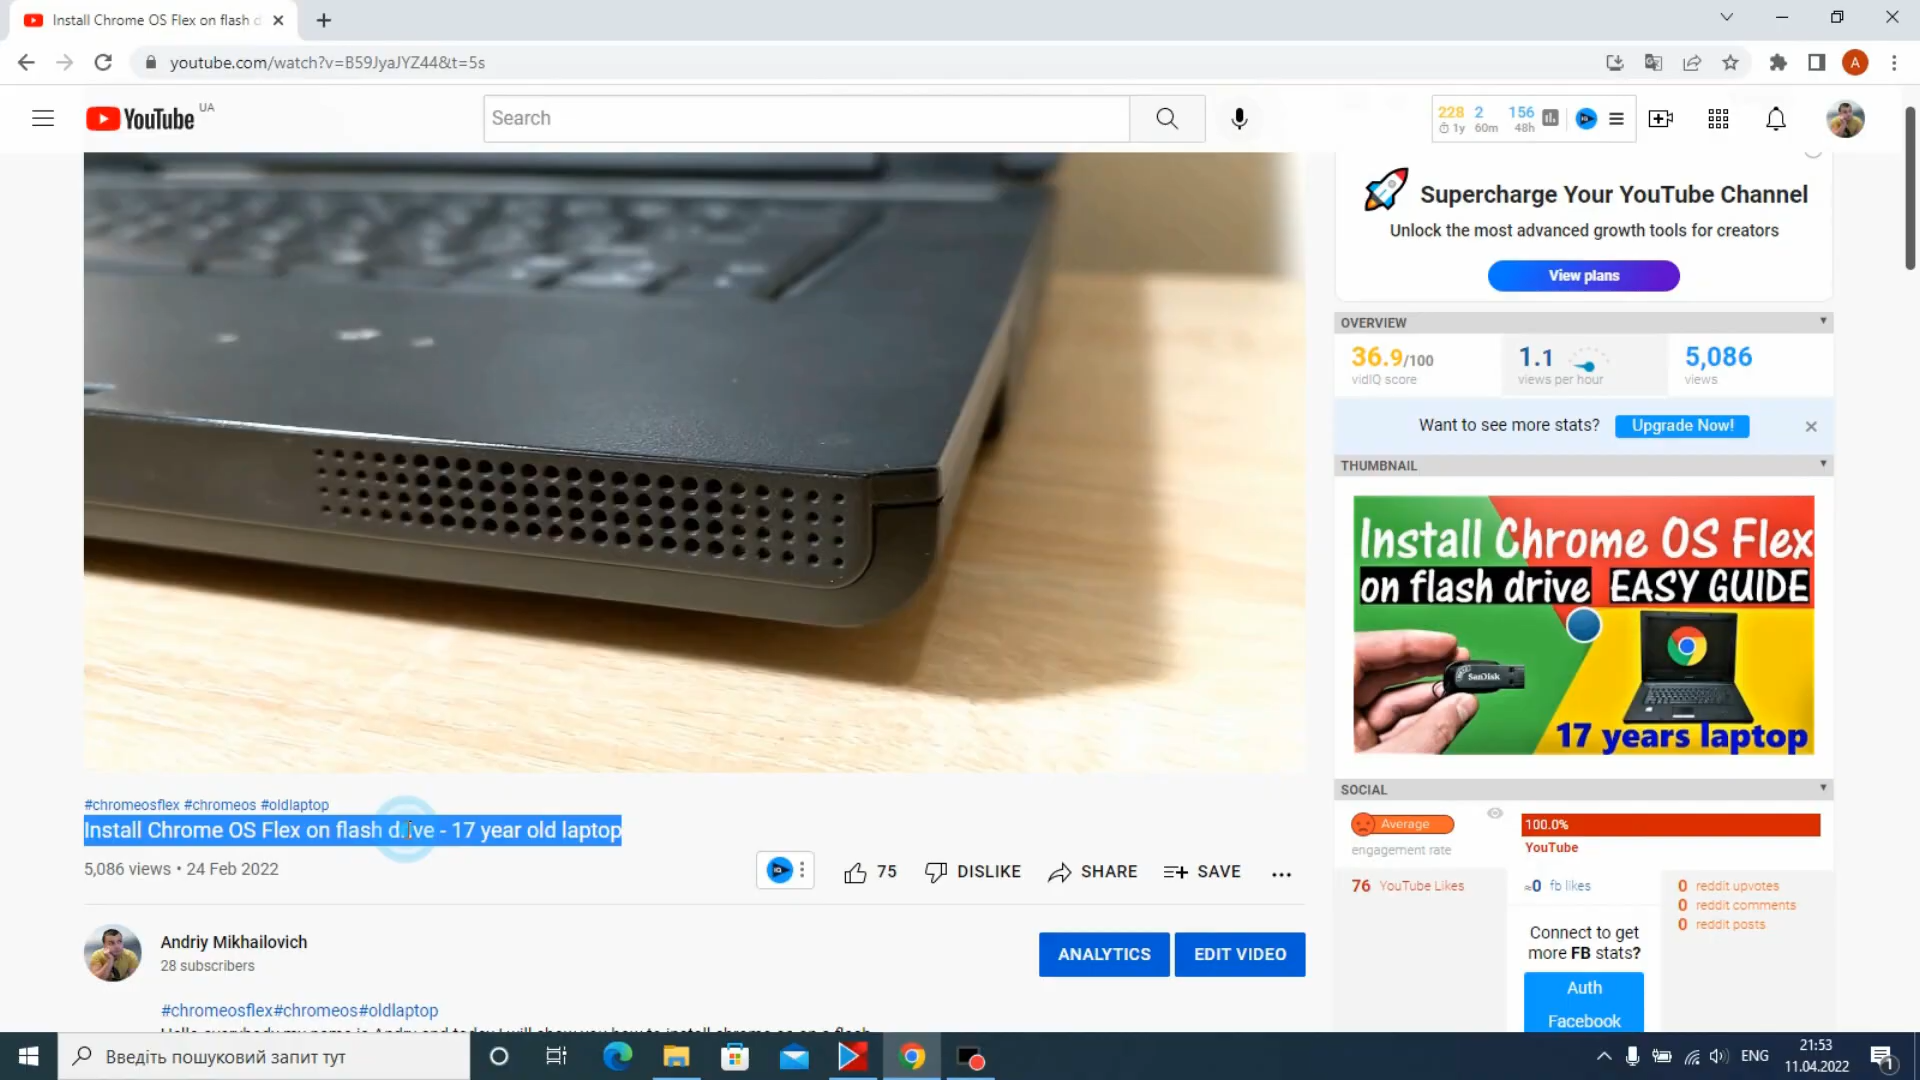 Install Chrome OS Flex on flash d
youtube.com/watch?v=B59JyaJYZ44&t=5s
A
YouTube UA
Search
228 2 156
1y 60m 48h
Supercharge Your YouTube Channel
Unlock the most advanced growth tools for creators
View plans
OVERVIEW
36.9/100 1.1 5,086
vidIQ score views per hour views
Want to see more stats? Upgrade Now!
THUMBNAIL
Install Chrome OS Flex
on flash drive EASY GUIDE
SanDisk
17 years laptop
#chromeosflex #chromeos #oldlaptop
Install Chrome OS Flex on flash drive - 17 year old laptop
5,086 views • 24 Feb 2022
75 DISLIKE SHARE SAVE
Andriy Mikhailovich
28 subscribers
ANALYTICS EDIT VIDEO
#chromeosflex#chromeos#oldlaptop
SOCIAL
Average 100.0%
engagement rate YouTube
76 YouTube Likes
≈0 fb likes
0 reddit upvotes
0 reddit comments
0 reddit posts
Connect to get
more FB stats?
Auth
Facebook
Введіть пошуковий запит тут
ENG
21:53
11.04.2022
1